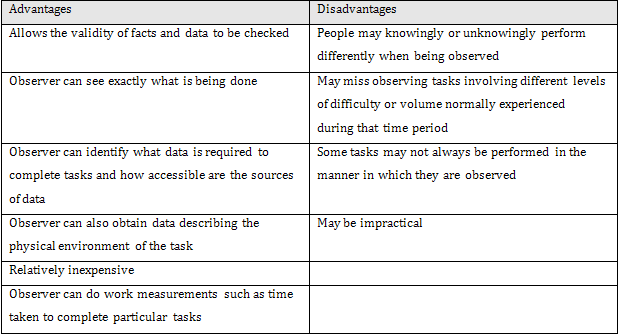 Advantages
Disadvantages
Allows the validity of facts and data to be checked
People may knowingly or unknowingly perform
differently when being observed
Observer can see exactly what is being done
May miss observing tasks involving different levels
of difficulty or volume normally experienced
during that time period
Observer can identify what data is required to
complete tasks and how accessible are the sources
of data
Some tasks may not always be performed in the
manner in which they are observed
Observer can also obtain data describing the
physical environment of the task
May be impractical
Relatively inexpensive
Observer can do work measurements such as time
taken to complete particular tasks